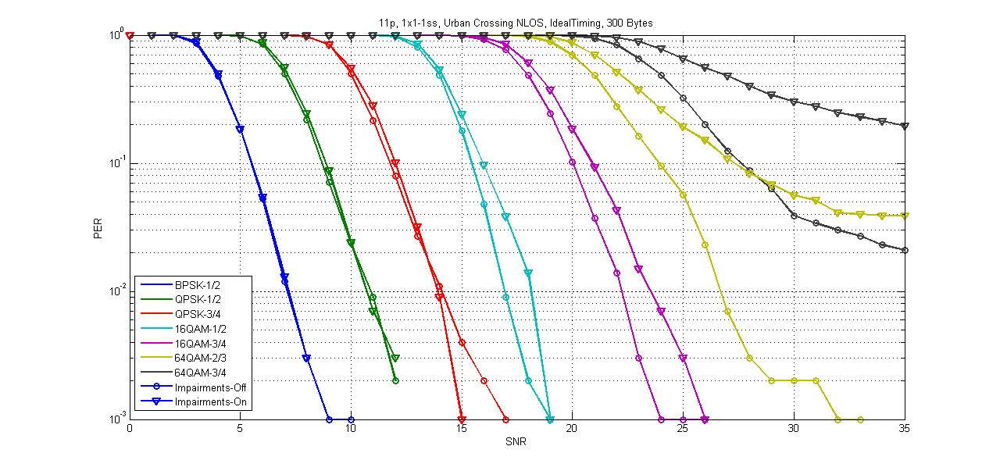 11p, 1x1-1ss, Urban Crossing NLOS, IdealTiming, 300 Bytes
10^0
10^-1
10^-2
10^-3
PER
BPSK-1/2
QPSK-1/2
QPSK-3/4
16QAM-1/2
16QAM-3/4
64QAM-2/3
64QAM-3/4
Impairments-Off
Impairments-On
0 5 10 15 20 25 30 35
SNR